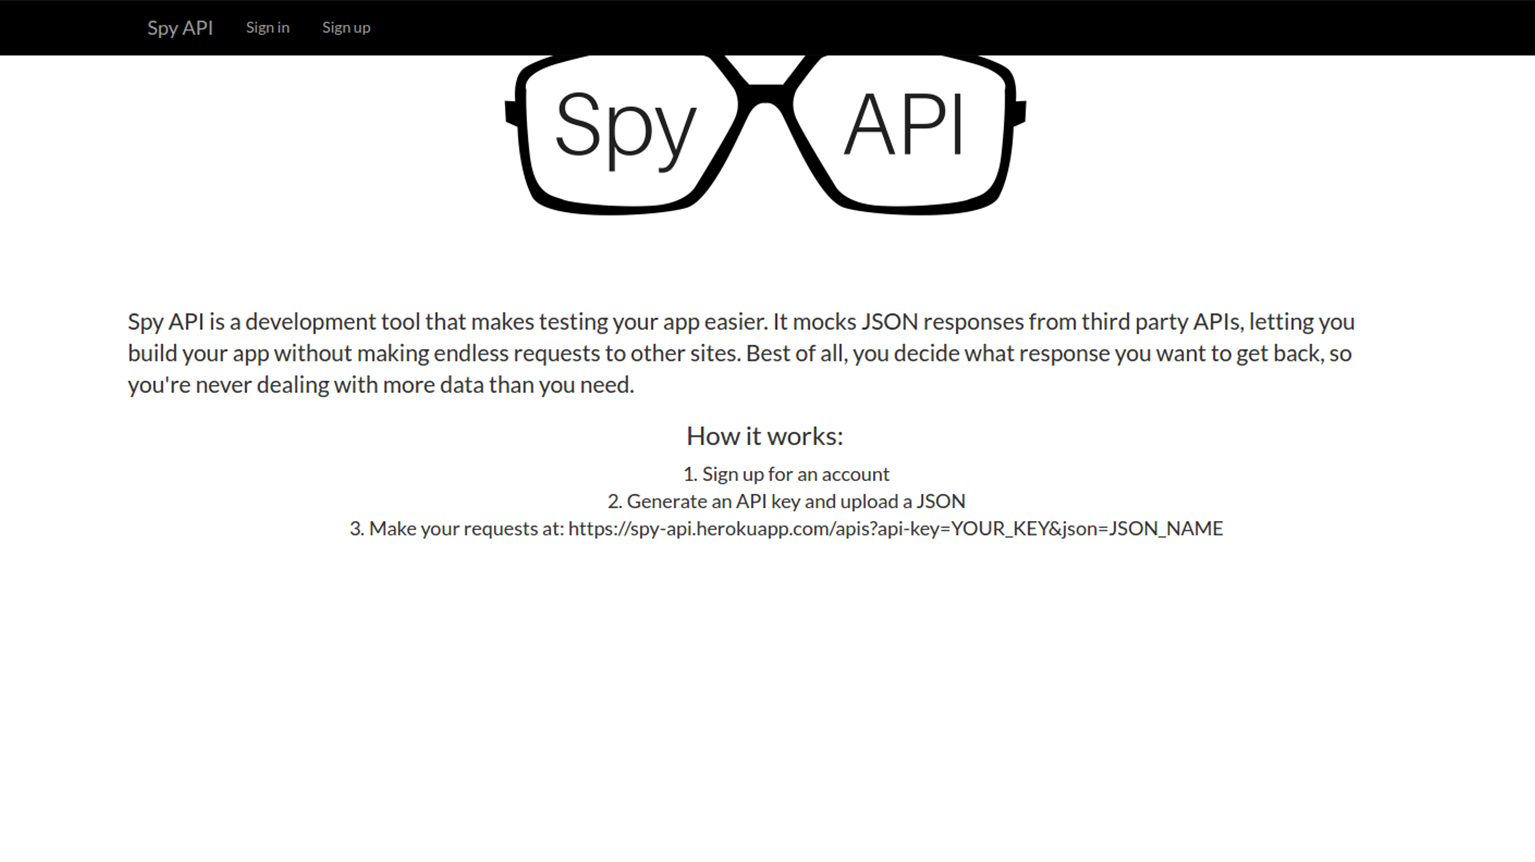 Spy API Sign in Sign up
Spy API
Spy API is a development tool that makes testing your app easier. It mocks JSON responses from third party APIs, letting you
build your app without making endless requests to other sites. Best of all, you decide what response you want to get back, so
you're never dealing with more data than you need.
How it works:
1. Sign up for an account
2. Generate an API key and upload a JSON
3. Make your requests at: https://spy-api.herokuapp.com/apis?api-key=YOUR_KEY&json=JSON_NAME